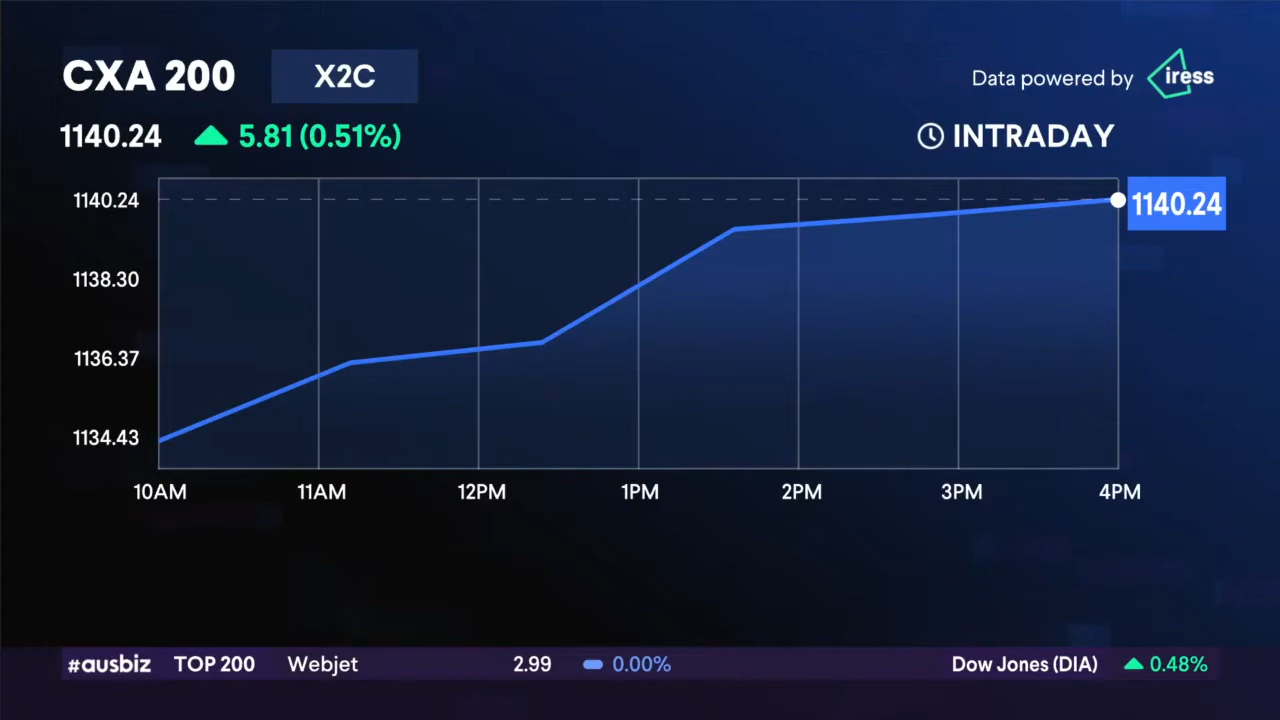 CXA 200 X2C
Data powered by iress
1140.24 5.81 (0.51%)
INTRADAY
1140.24
1140.24
1138.30
1136.37
1134.43
10AM 11AM 12PM 1PM 2PM 3PM 4PM
#ausbiz TOP 200 Webjet 2.99 0.00% Dow Jones (DIA) 0.48%